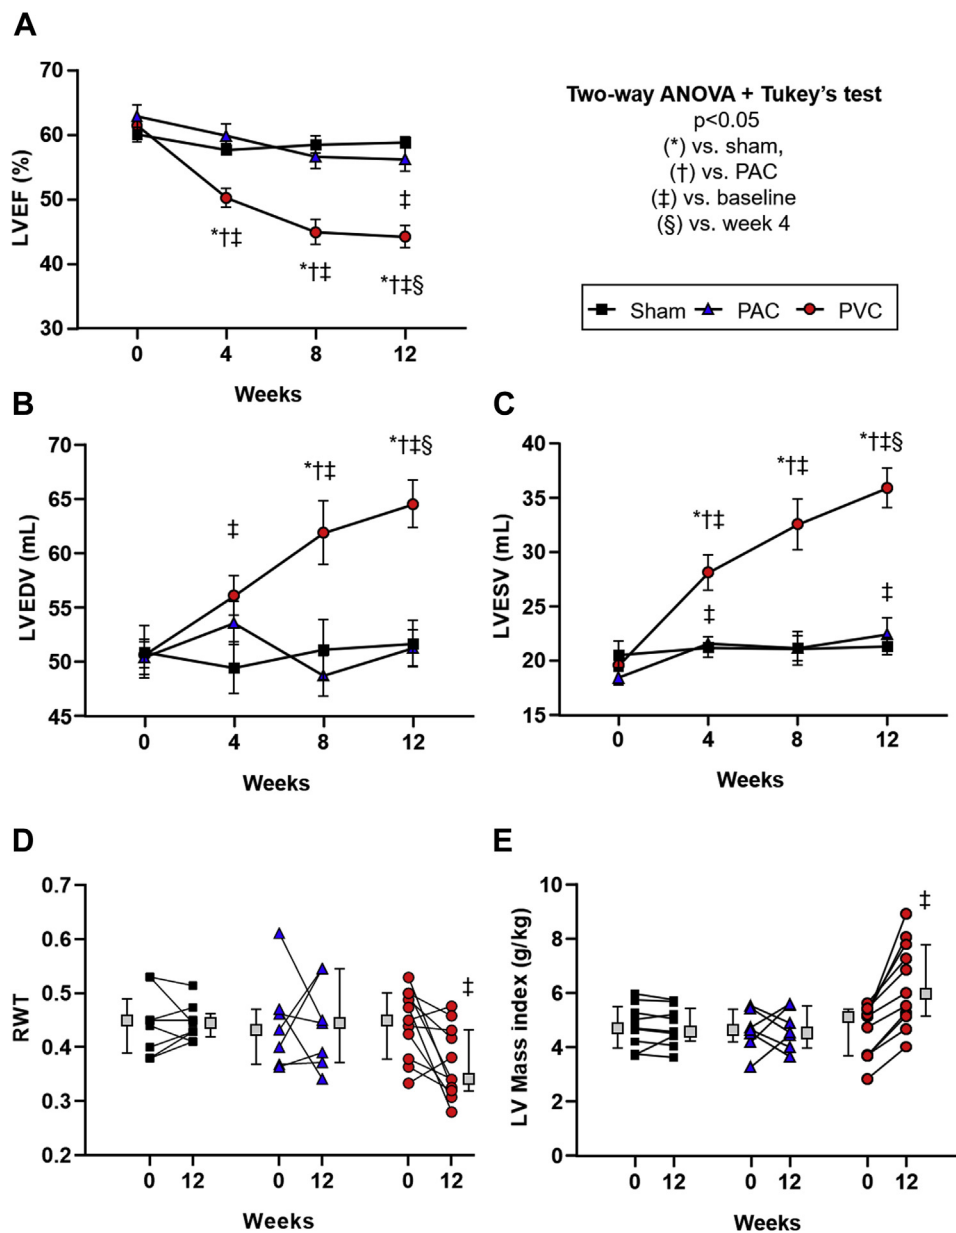 A
70
60
50
40
30
LVEF (%)
‡
*†‡
*†‡
*†‡§
0 4 8 12
Weeks
Two-way ANOVA + Tukey's test
p<0.05
(*) vs. sham,
(†) vs. PAC
(‡) vs. baseline
(§) vs. week 4
Sham PAC PVC
B
70
65
60
55
50
45
LVEDV (mL)
‡
*†‡
*†‡§
0 4 8 12
Weeks
C
40
35
30
25
20
15
LVESV (mL)
*†‡
*†‡
*†‡§
‡
‡
0 4 8 12
Weeks
D
0.7
0.6
0.5
0.4
0.3
0.2
RWT
‡
0 12 0 12 0 12
Weeks
E
10
8
6
4
2
0
LV Mass index (g/kg)
‡
0 12 0 12 0 12
Weeks